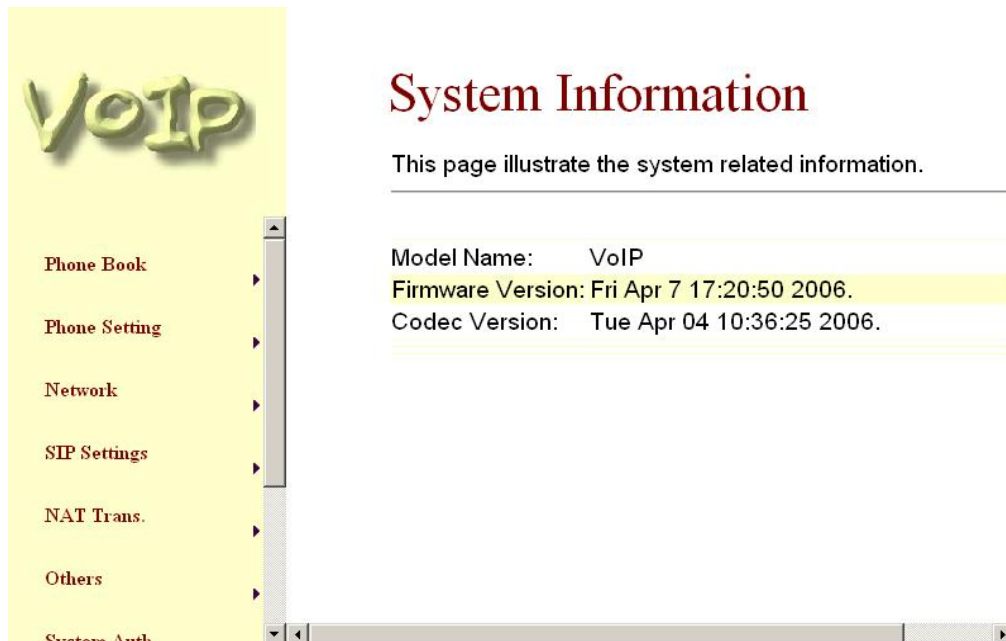 VoIP
Phone Book
Phone Setting
Network
SIP Settings
NAT Trans.
Others
System Auth.
System Information
This page illustrate the system related information.
Model Name: VoIP
Firmware Version: Fri Apr 7 17:20:50 2006.
Codec Version: Tue Apr 04 10:36:25 2006.